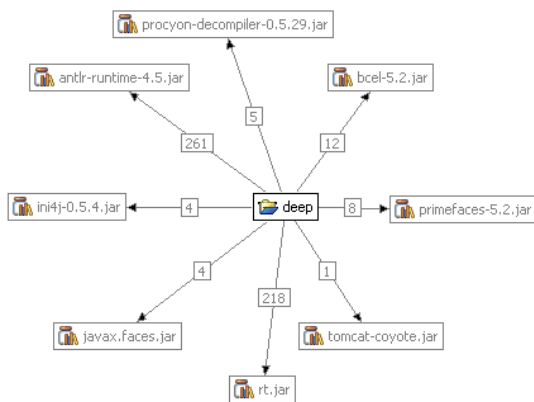 procyon-decompiler-0.5.29.jar
antlr-runtime-4.5.jar
bcel-5.2.jar
5
261
12
ini4j-0.5.4.jar
4
deep
8
primefaces-5.2.jar
4
1
218
javax.faces.jar
tomcat-coyote.jar
rt.jar